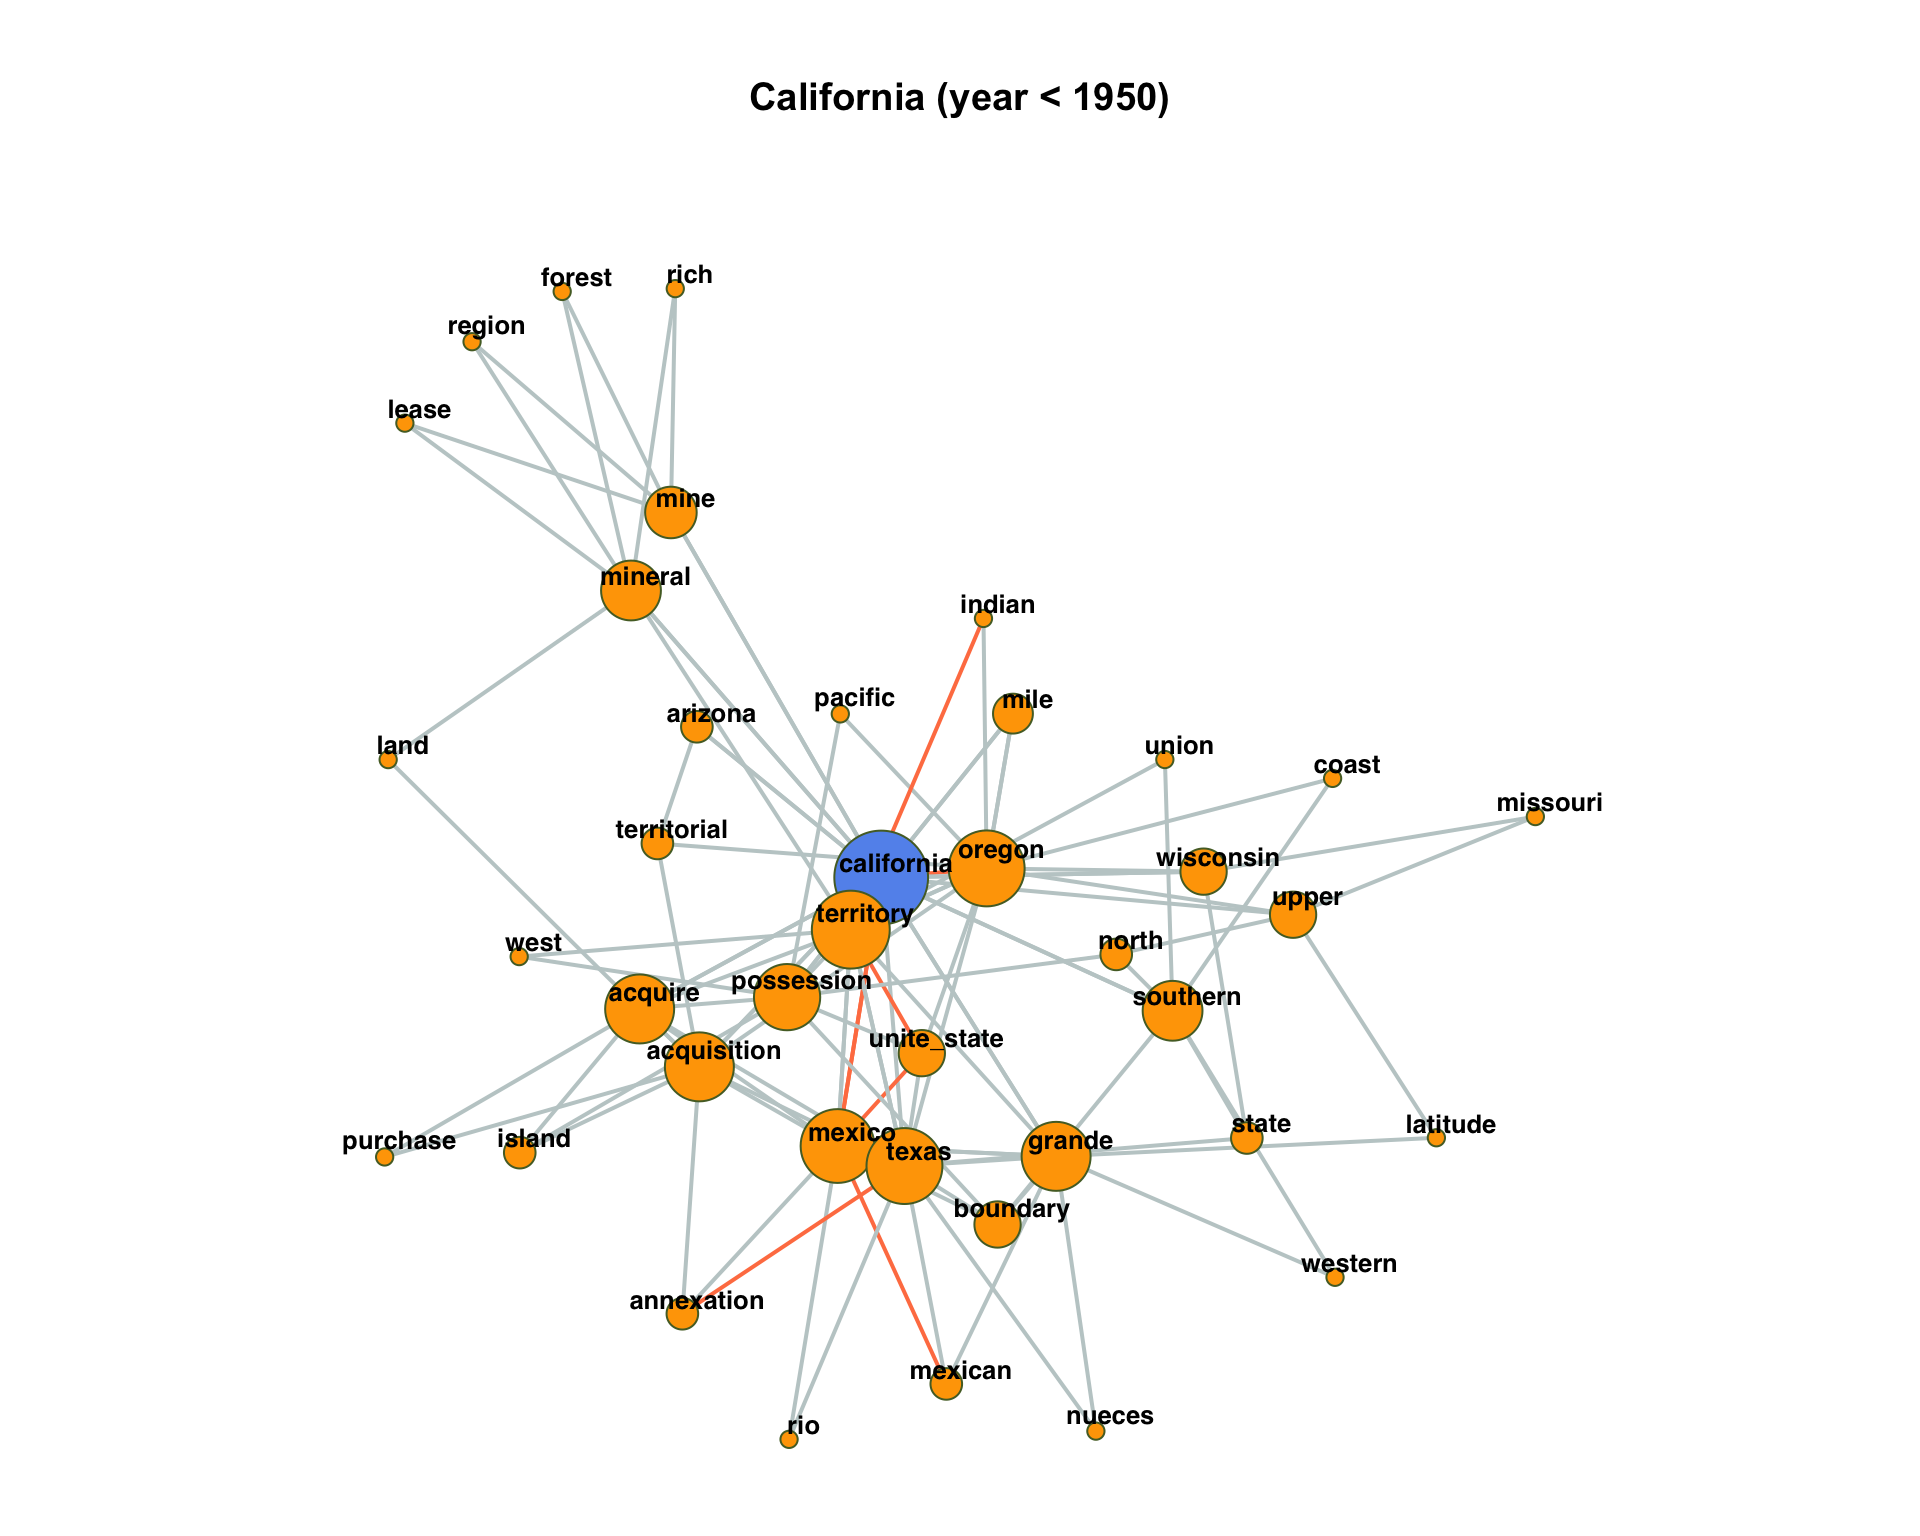 California (year < 1950)
forest
rich
region
lease
mine
mineral
indian
pacific
mile
arizona
land
union
coast
missouri
territorial
california
oregon
wisconsin
upper
territory
west
north
possession
acquire
southern
unite_state
acquisition
purchase
island
mexico
texas
grande
state
latitude
boundary
western
annexation
mexican
rio
nueces